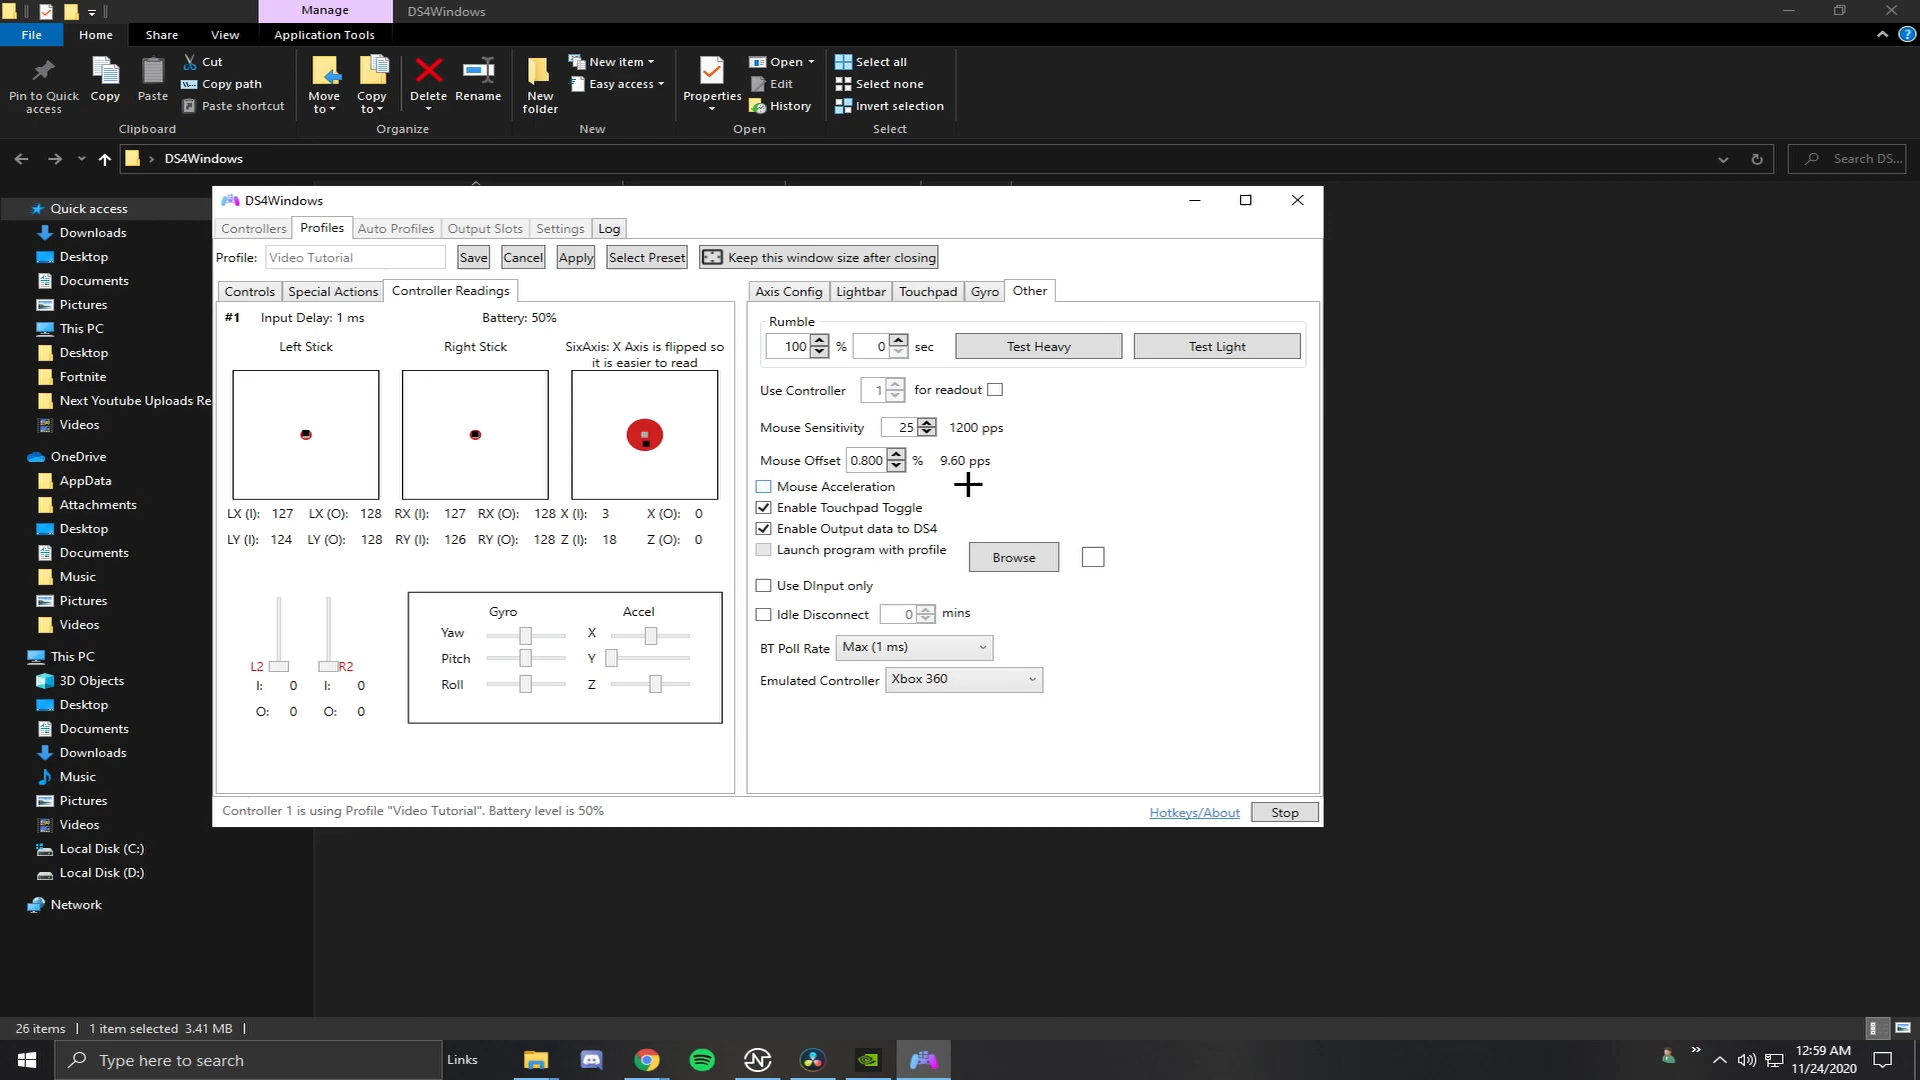 Manage
DS4Windows
File
Home
Share
View
Application Tools
Pin to Quick access
Copy
Paste
Cut
Copy path
Paste shortcut
Move to
Copy to
Delete
Rename
New folder
New item
Easy access
Properties
Open
Edit
History
Select all
Select none
Invert selection
Clipboard
Organize
New
Open
Select
DS4Windows
Search DS...
Quick access
Downloads
Desktop
Documents
Pictures
This PC
Desktop
Fortnite
Next Youtube Uploads Re
Videos
OneDrive
AppData
Attachments
Desktop
Documents
Music
Pictures
Videos
This PC
3D Objects
Desktop
Documents
Downloads
Music
Pictures
Videos
Local Disk (C:)
Local Disk (D:)
Network
DS4Windows
Controllers
Profiles
Auto Profiles
Output Slots
Settings
Log
Profile: Video Tutorial
Save
Cancel
Apply
Select Preset
Keep this window size after closing
Controls
Special Actions
Controller Readings
#1 Input Delay: 1 ms Battery: 50%
Left Stick
Right Stick
SixAxis: X Axis is flipped so
it is easier to read
LX (I): 127 LX (O): 128 RX (I): 127 RX (O): 128 X (I): 3 X (O): 0
LY (I): 124 LY (O): 128 RY (I): 126 RY (O): 128 Z (I): 18 Z (O): 0
L2
R2
I: 0 I: 0
O: 0 O: 0
Gyro Accel
Yaw X
Pitch Y
Roll Z
Axis Config
Lightbar
Touchpad
Gyro
Other
Rumble
100 % 0 sec
Test Heavy
Test Light
Use Controller 1 for readout
Mouse Sensitivity 25 1200 pps
Mouse Offset 0.800 % 9.60 pps
Mouse Acceleration
Enable Touchpad Toggle
Enable Output data to DS4
Launch program with profile
Browse
Use DInput only
Idle Disconnect 0 mins
BT Poll Rate Max (1 ms)
Emulated Controller Xbox 360
Controller 1 is using Profile "Video Tutorial". Battery level is 50%
Hotkeys/About
Stop
26 items 1 item selected 3.41 MB
Type here to search
Links
12:59 AM
11/24/2020